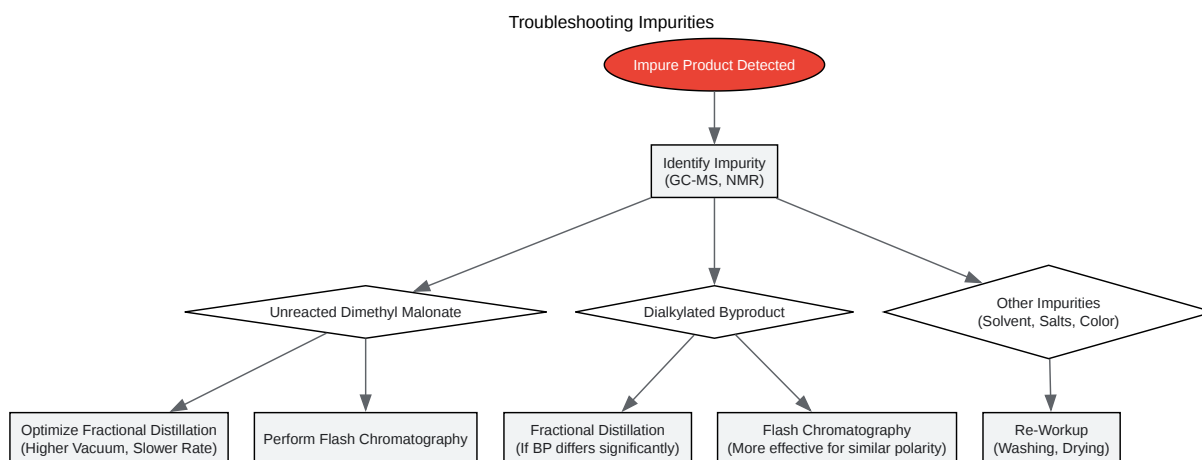 Troubleshooting Impurities
Impure Product Detected
Identify Impurity
(GC-MS, NMR)
Unreacted Dimethyl Malonate
Dialkylated Byproduct
Other Impurities
(Solvent, Salts, Color)
Optimize Fractional Distillation
(Higher Vacuum, Slower Rate)
Perform Flash Chromatography
Fractional Distillation
(If BP differs significantly)
Flash Chromatography
(More effective for similar polarity)
Re-Workup
(Washing, Drying)